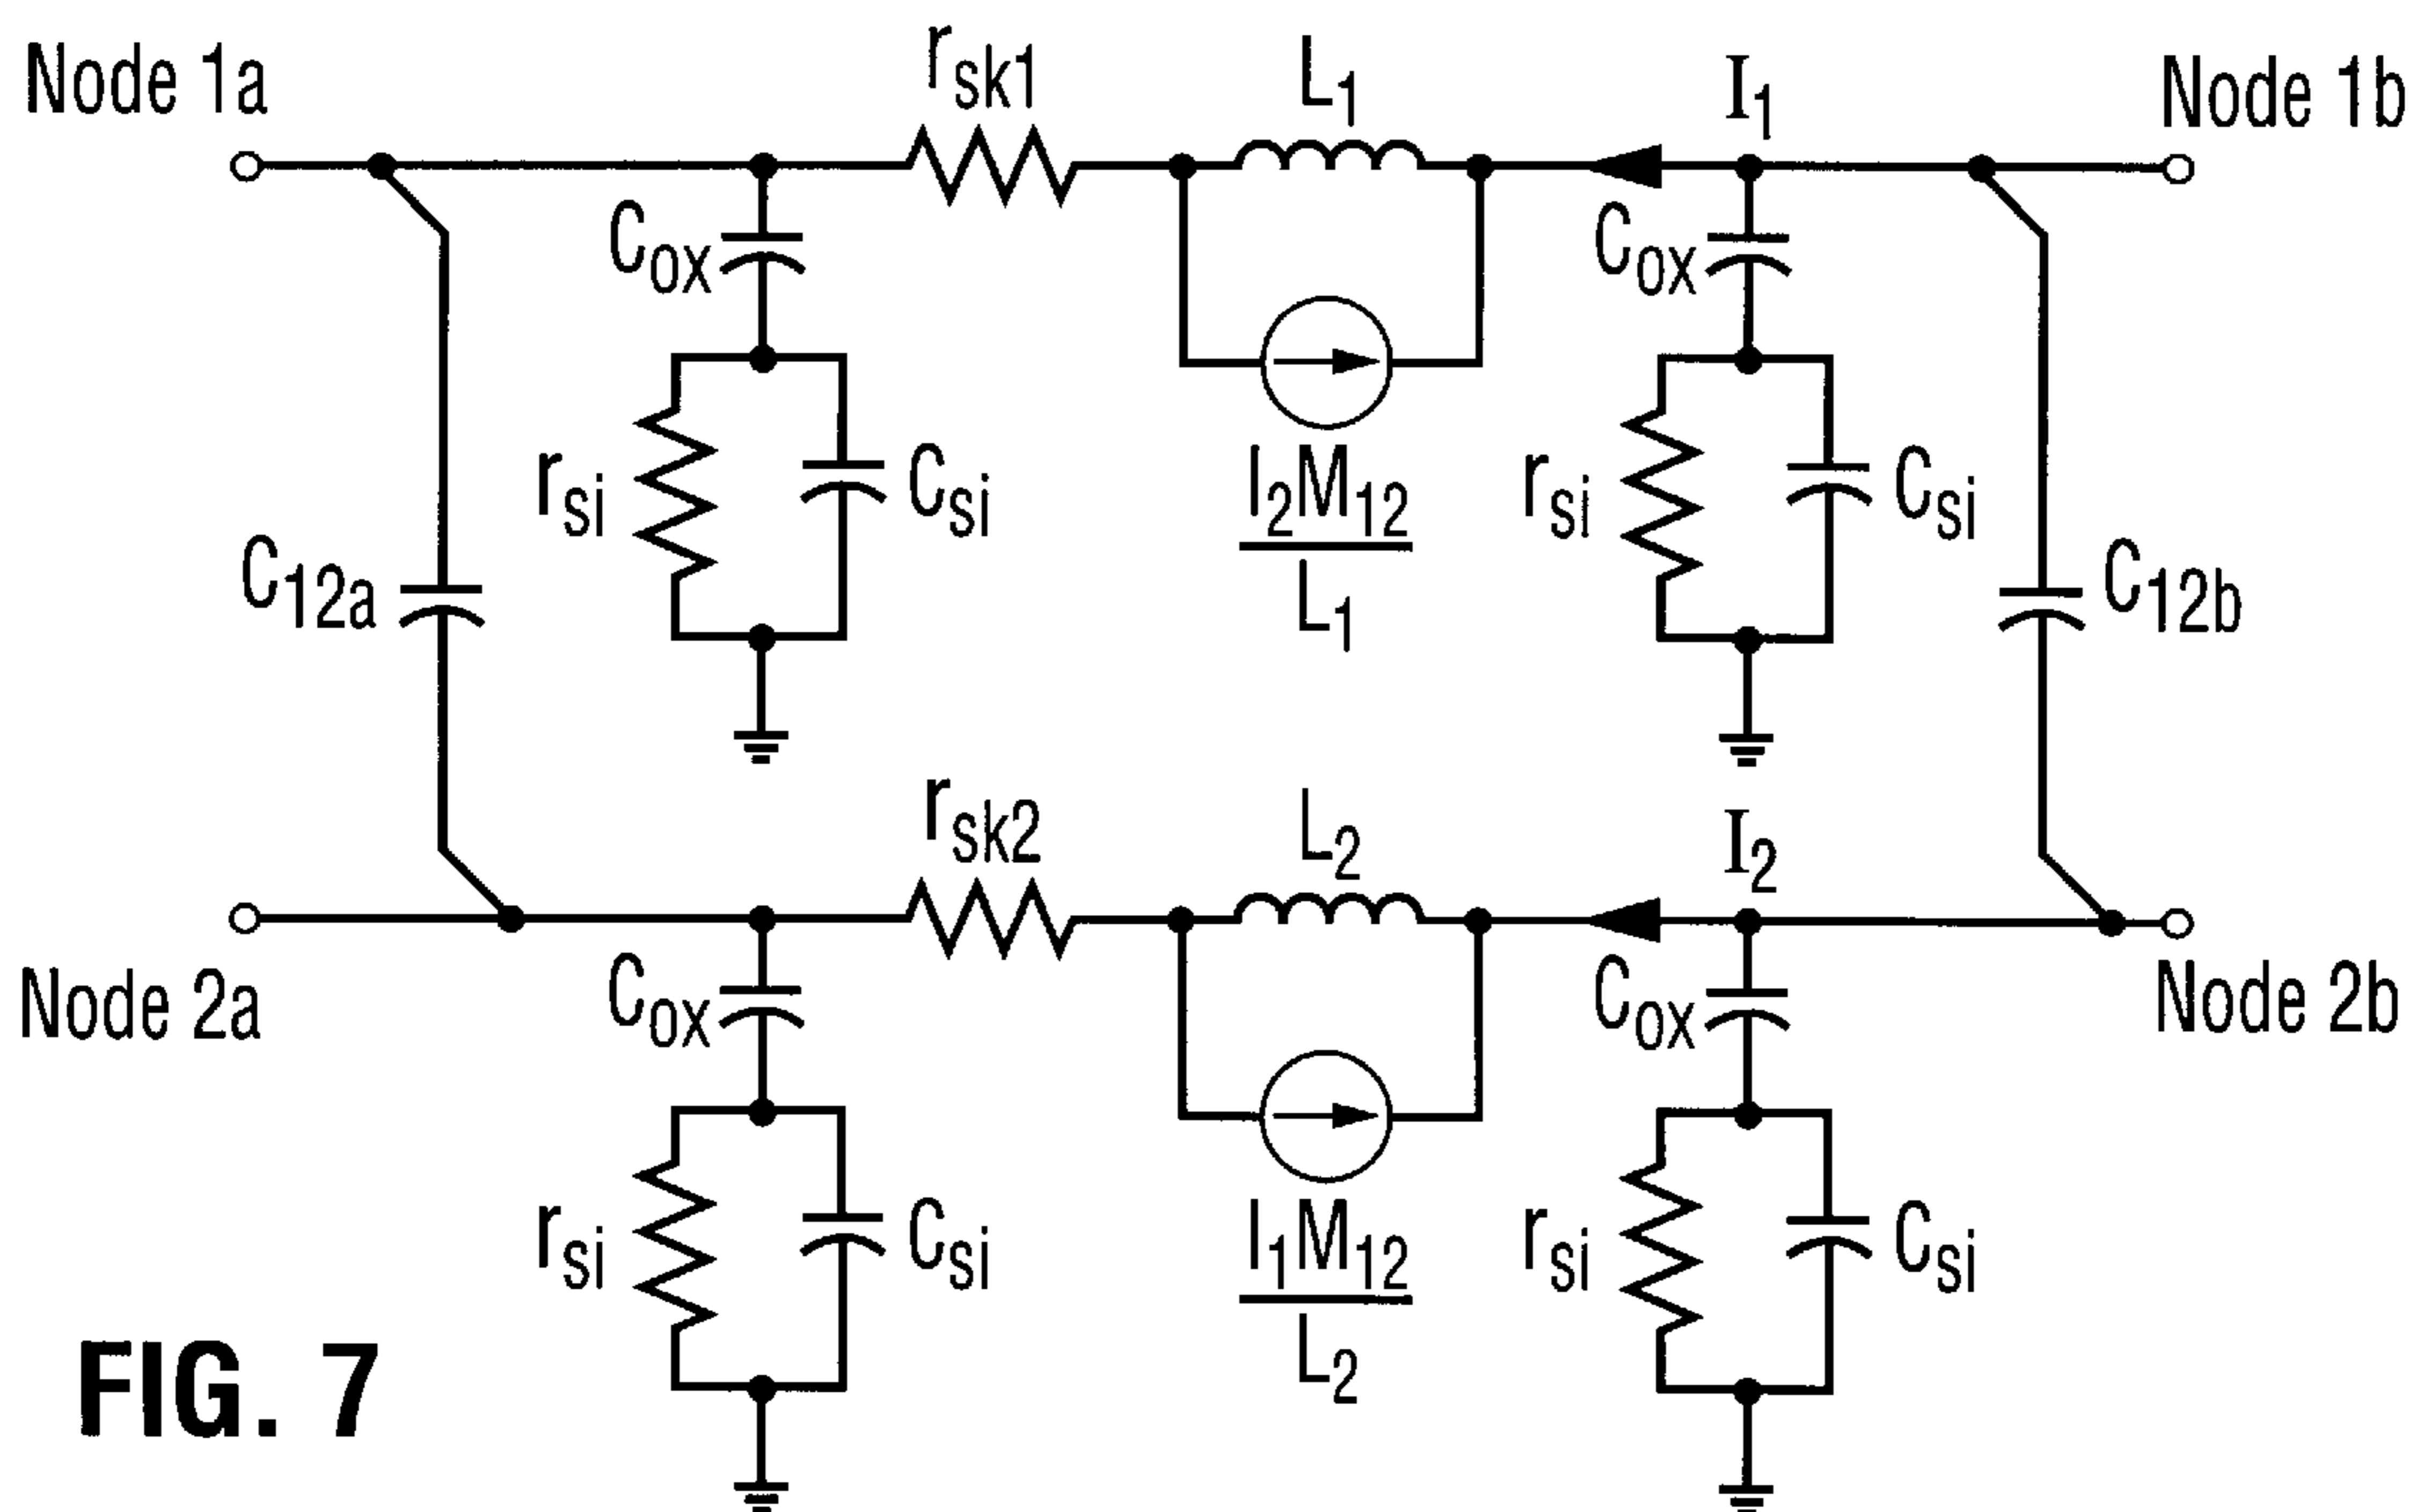 Node 1a
r_sk1
L_1
I_1
Node 1b
C_ox
C_ox
r_si
C_si
I_2M_12
L_1
r_si
C_si
C_12a
C_12b
r_sk2
L_2
I_2
Node 2a
C_ox
C_ox
Node 2b
r_si
C_si
I_1M_12
L_2
r_si
C_si
FIG. 7